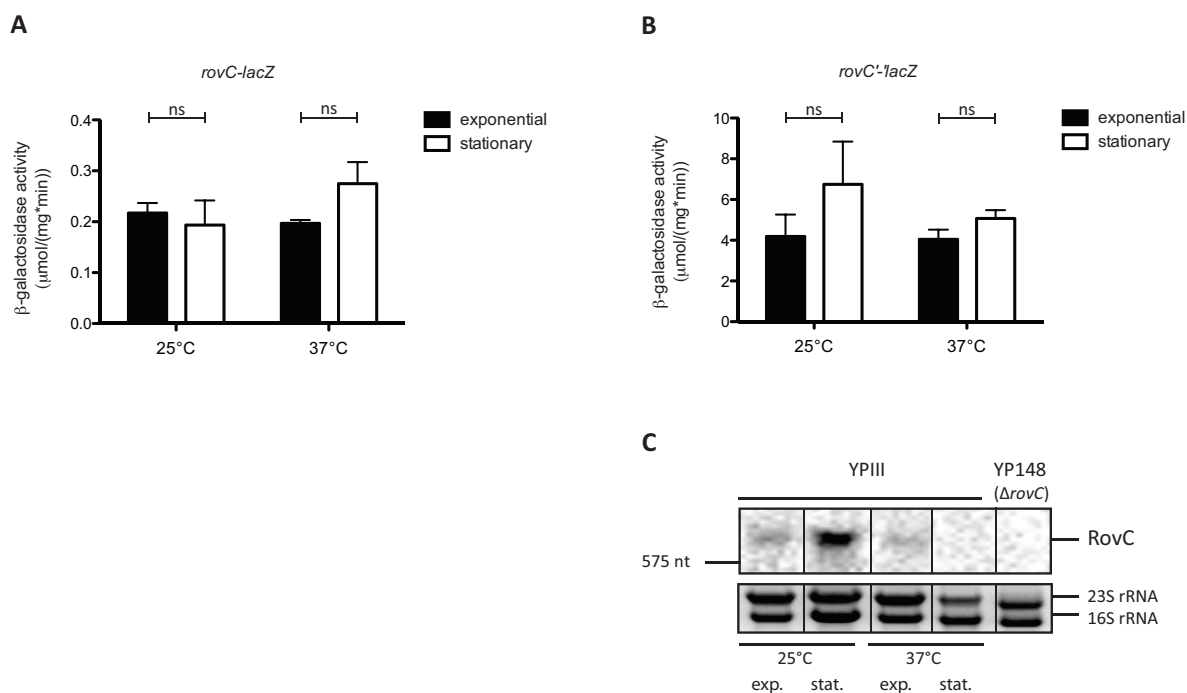 A
rovC-lacZ
ns
ns
exponential
stationary
0.4
0.3
0.2
0.1
0.0
β-galactosidase activity
(μmol/(mg*min))
25°C
37°C
B
rovC'-'lacZ
ns
ns
exponential
stationary
10
8
6
4
2
0
β-galactosidase activity
(μmol/(mg*min))
25°C
37°C
C
YPIII
YP148
(ΔrovC)
RovC
575 nt
23S rRNA
16S rRNA
25°C
37°C
exp.
stat.
exp.
stat.